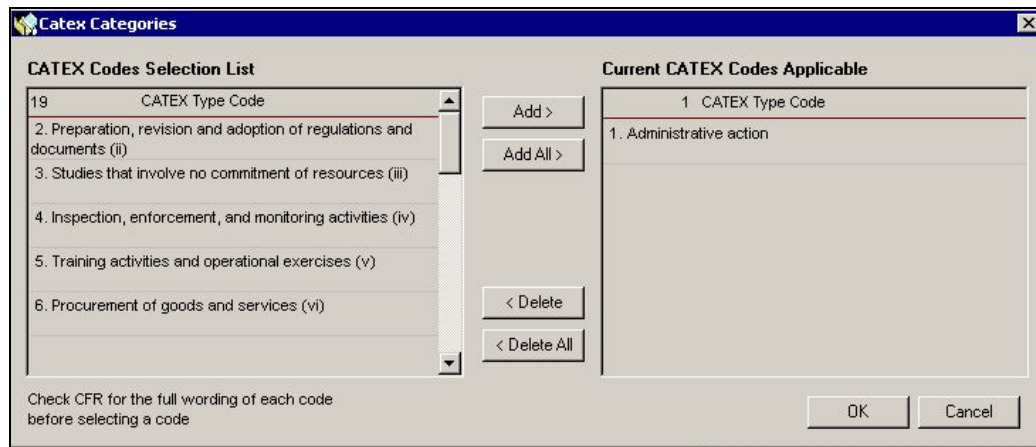 Catex Categories
CATEX Codes Selection List
19 CATEX Type Code
2. Preparation, revision and adoption of regulations and
documents (ii)
3. Studies that involve no commitment of resources (iii)
4. Inspection, enforcement, and monitoring activities (iv)
5. Training activities and operational exercises (v)
6. Procurement of goods and services (vi)
Add >
Add All >
< Delete
< Delete All
Current CATEX Codes Applicable
1 CATEX Type Code
1. Administrative action
Check CFR for the full wording of each code
before selecting a code
OK
Cancel